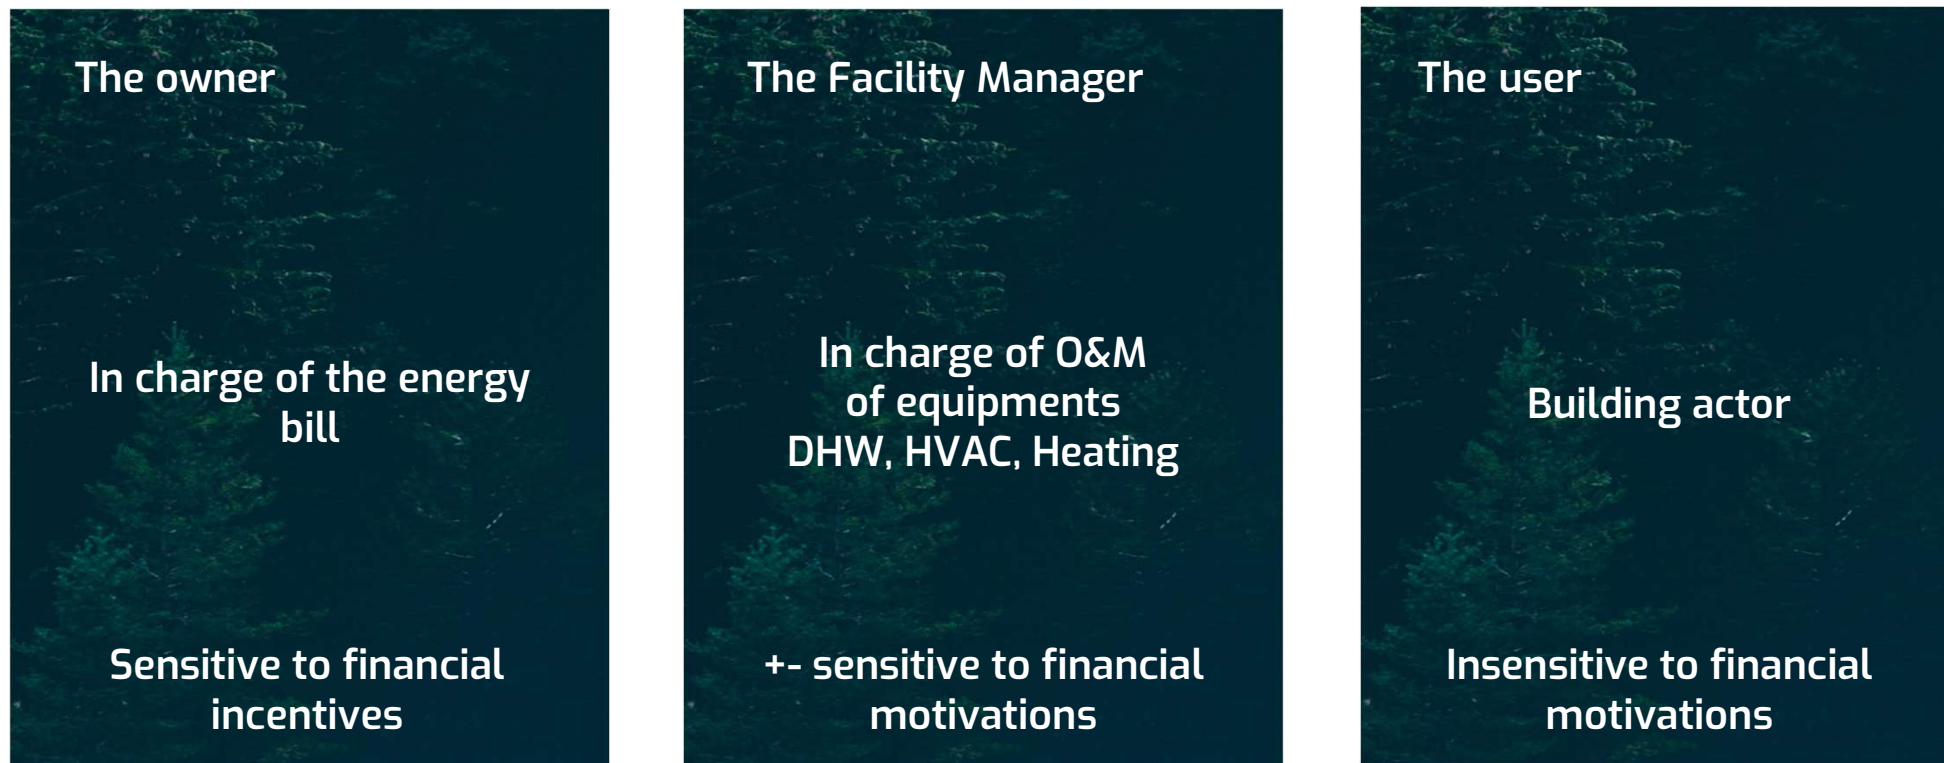 The owner
In charge of the energy
bill
Sensitive to financial
incentives
The Facility Manager
In charge of O&M
of equipments
DHW, HVAC, Heating
+- sensitive to financial
motivations
The user
Building actor
Insensitive to financial
motivations